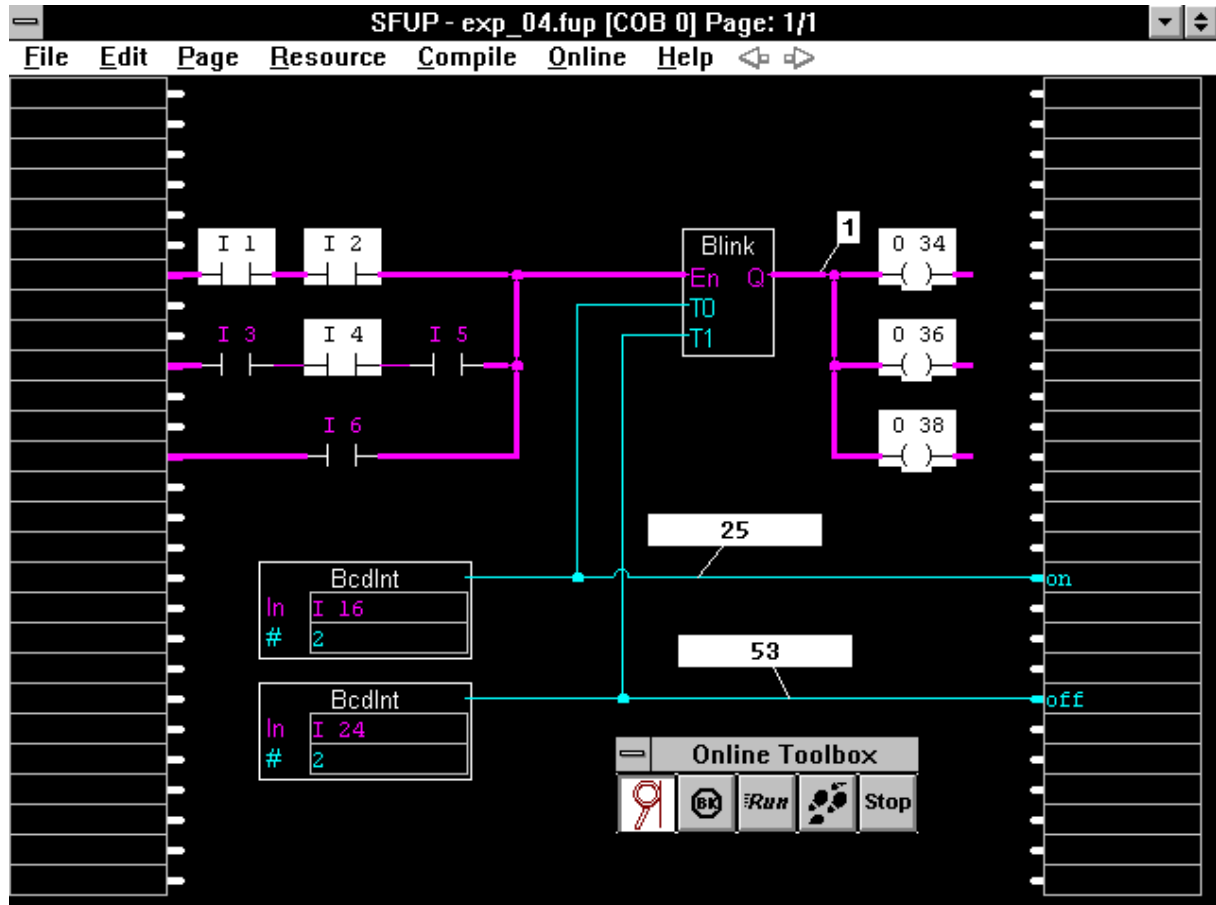 SFUP - exp_04.fup [COB 0] Page: 1/1
File Edit Page Resource Compile Online Help
I 1 I 2 Blink 1 O 34
En Q
T0
I 3 I 4 I 5 T1 O 36
I 6 O 38
25
BcdInt on
In I 16
# 2
53
BcdInt off
In I 24
# 2
Online Toolbox
BK Run Stop